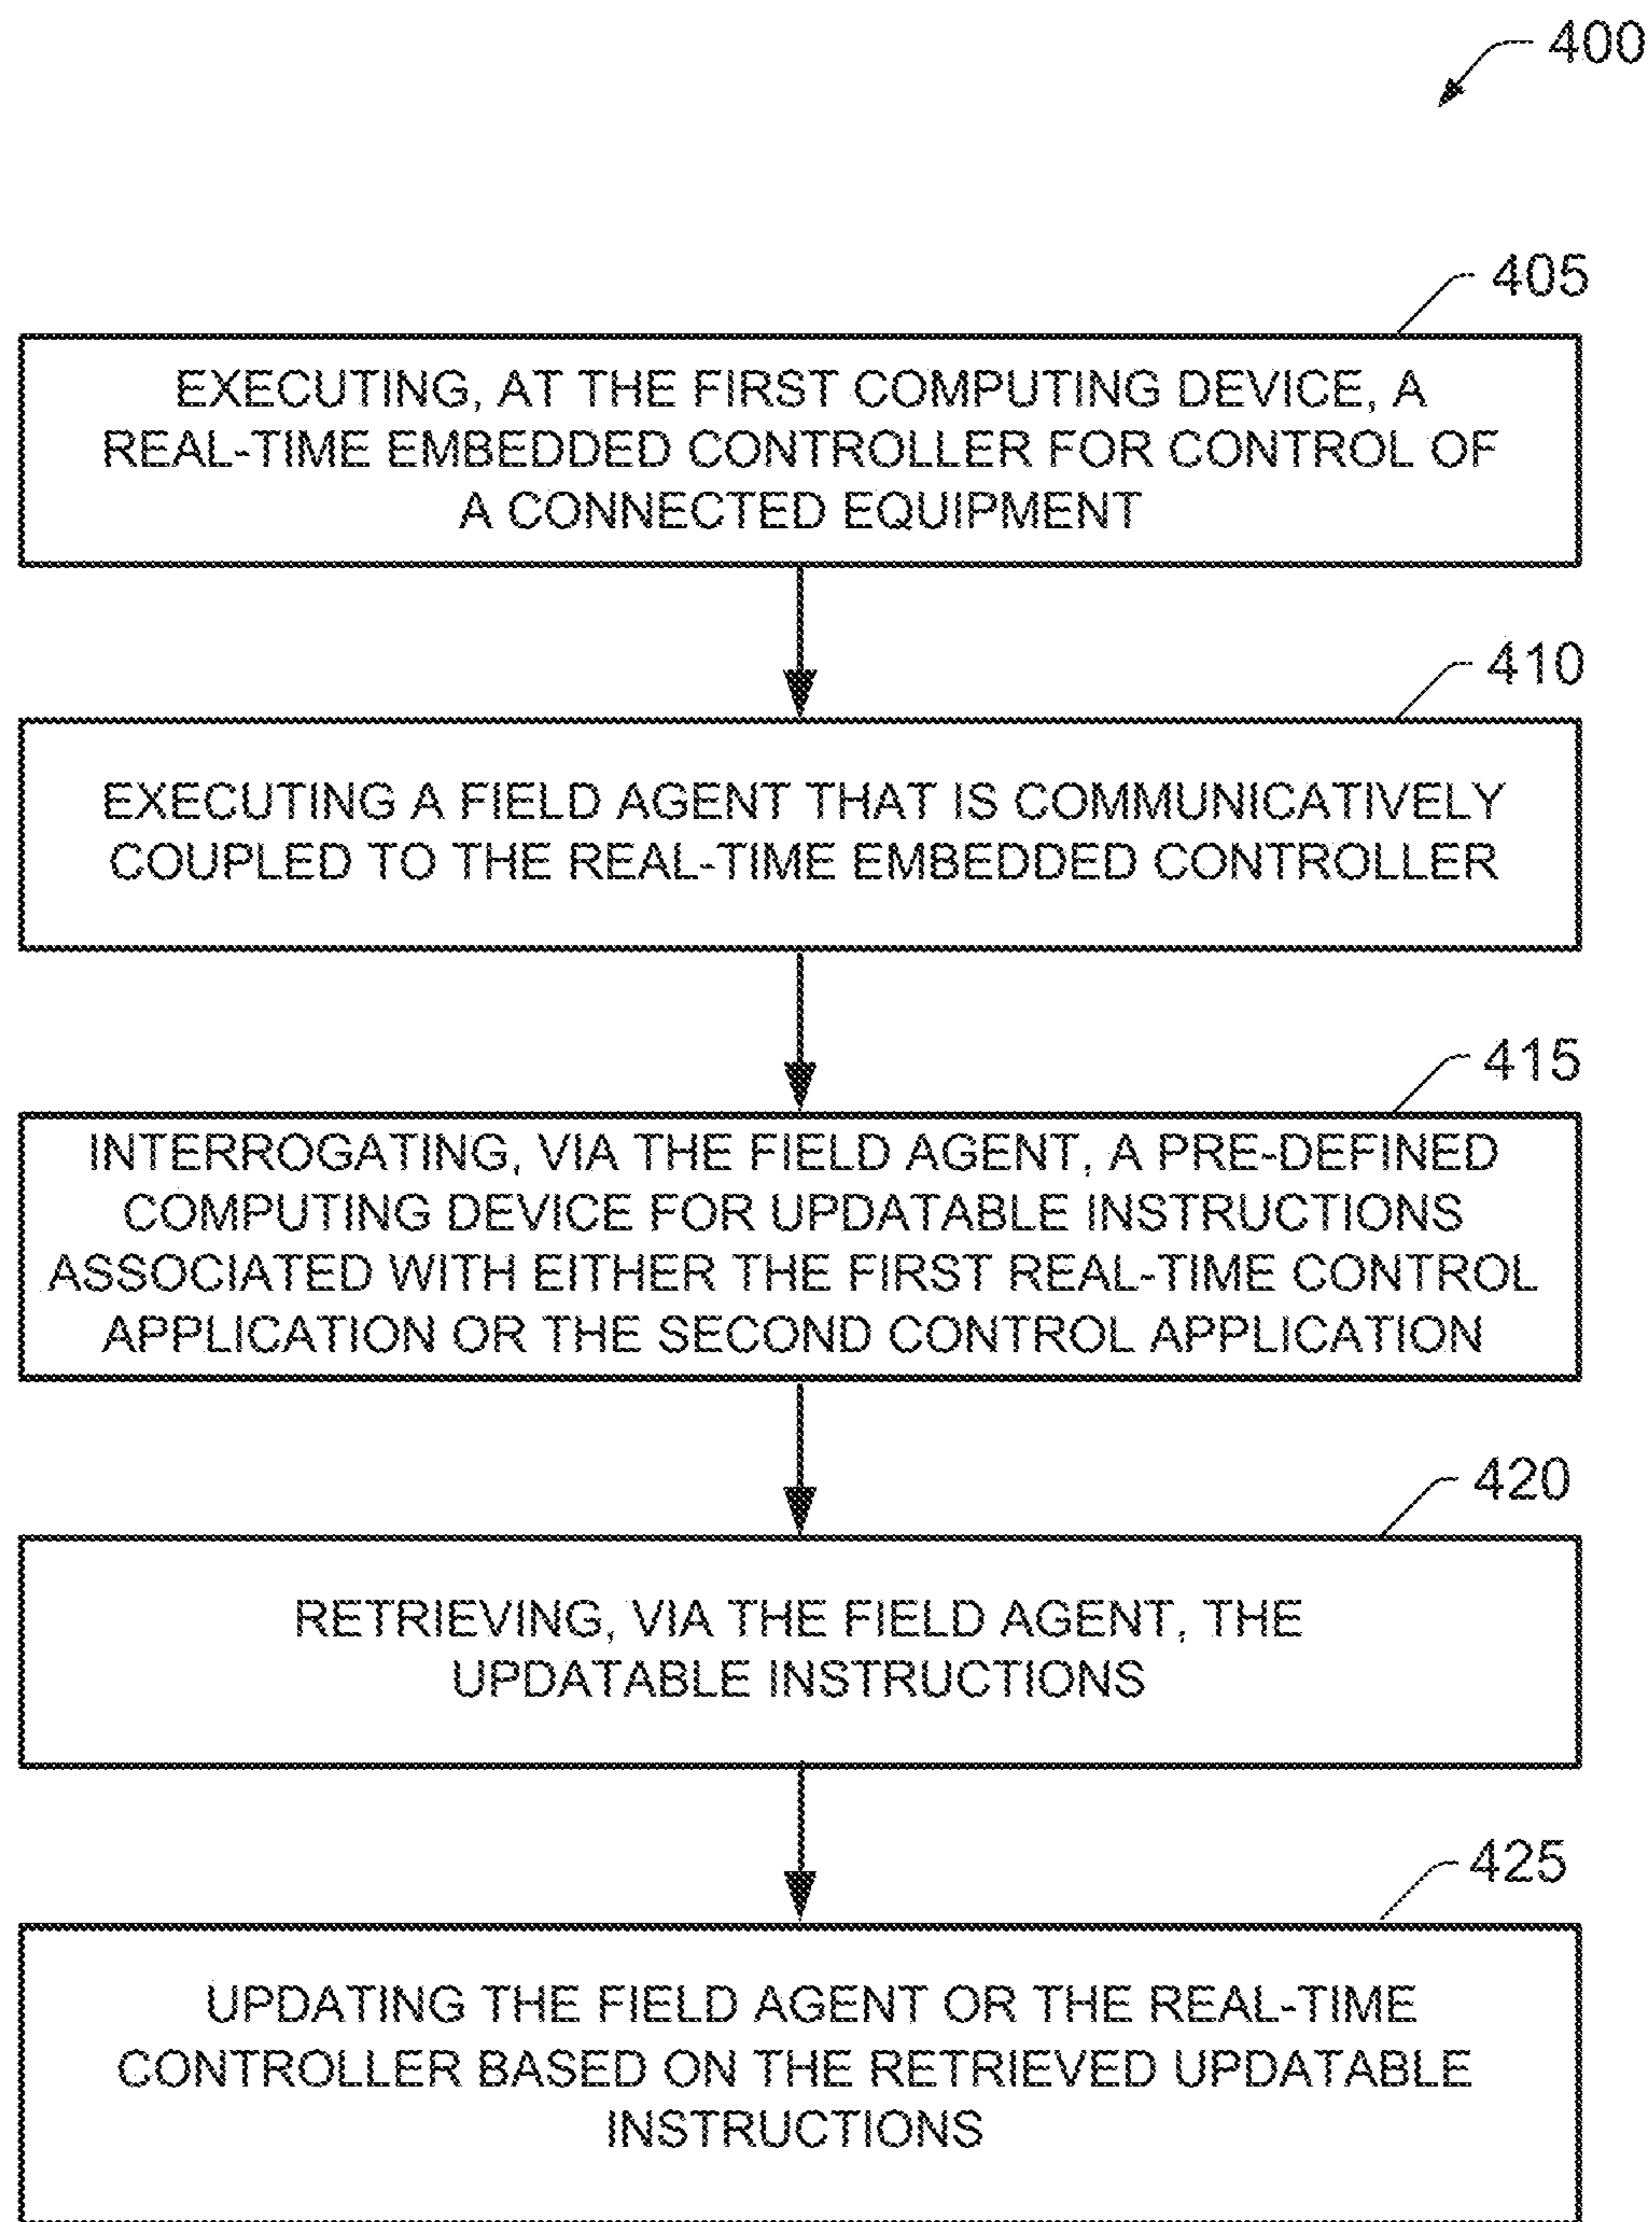 400
405
EXECUTING, AT THE FIRST COMPUTING DEVICE, A
REAL-TIME EMBEDDED CONTROLLER FOR CONTROL OF
A CONNECTED EQUIPMENT
410
EXECUTING A FIELD AGENT THAT IS COMMUNICATIVELY
COUPLED TO THE REAL-TIME EMBEDDED CONTROLLER
415
INTERROGATING, VIA THE FIELD AGENT, A PRE-DEFINED
COMPUTING DEVICE FOR UPDATABLE INSTRUCTIONS
ASSOCIATED WITH EITHER THE FIRST REAL-TIME CONTROL
APPLICATION OR THE SECOND CONTROL APPLICATION
420
RETRIEVING, VIA THE FIELD AGENT, THE
UPDATABLE INSTRUCTIONS
425
UPDATING THE FIELD AGENT OR THE REAL-TIME
CONTROLLER BASED ON THE RETRIEVED UPDATABLE
INSTRUCTIONS